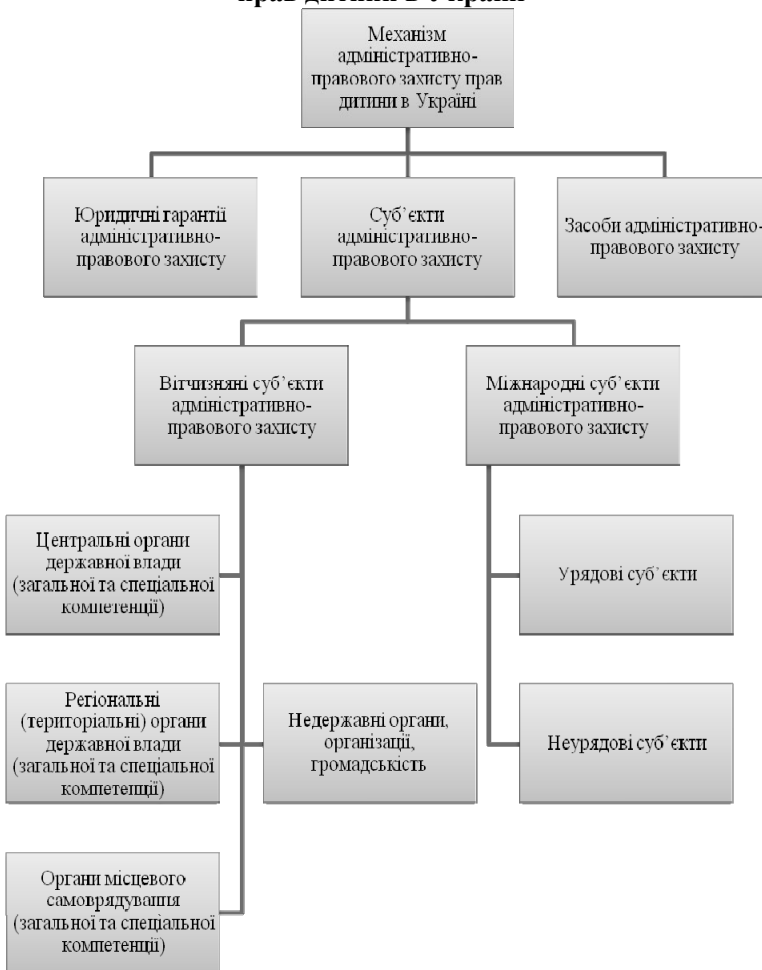 прав дитини в Україні
Механізм
адміністративно-
правового захисту прав
дитини в Україні
Юридичні гарантії
адміністративно-
правового захисту
Суб’єкти
адміністративно-
правового захисту
Засоби адміністративно-
правового захисту
Вітчизняні суб’єкти
адміністративно-
правового захисту
Міжнародні суб’єкти
адміністративно-
правового захисту
Центральні органи
державної влади
(загальної та спеціальної
компетенції)
Урядові суб’єкти
Регіональні
(територіальні) органи
державної влади
(загальної та спеціальної
компетенції)
Недержавні органи,
організації,
громадськість
Неурядові суб’єкти
Органи місцевого
самоврядування
(загальної та спеціальної
компетенції)